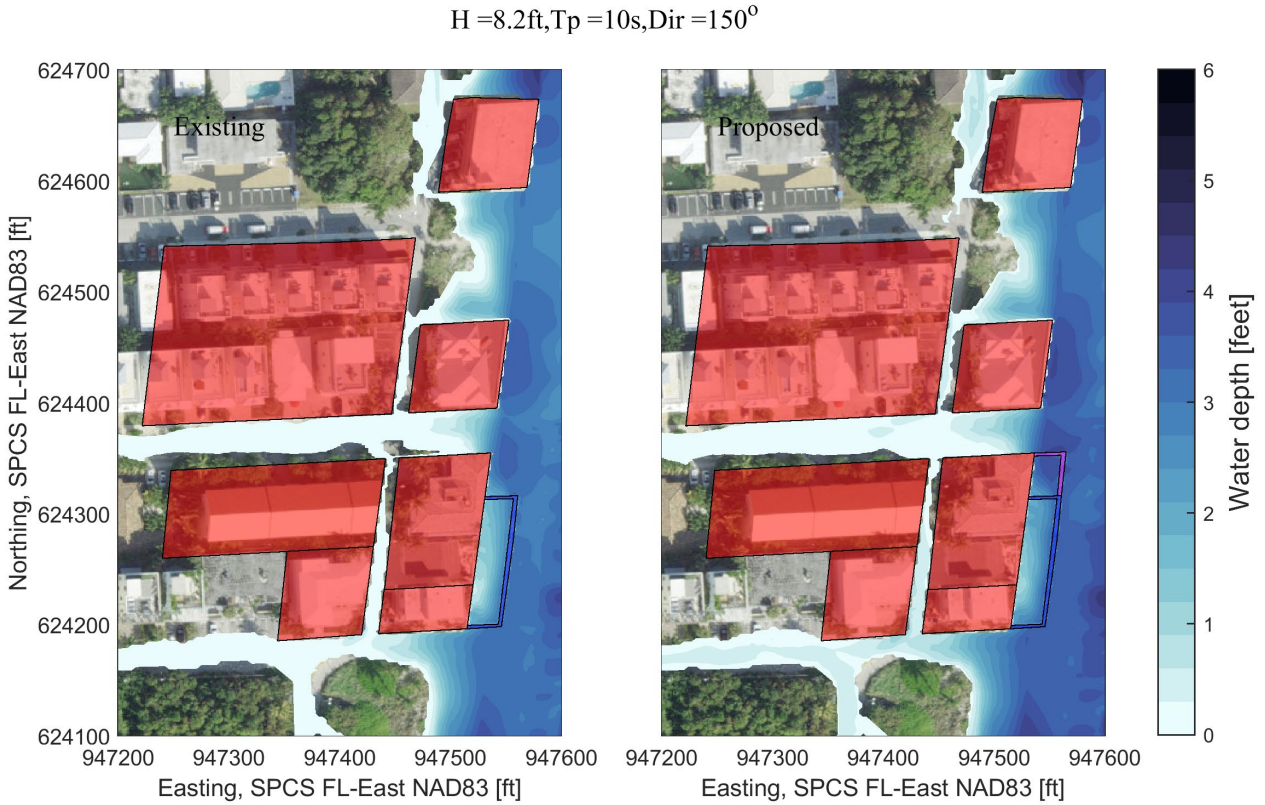 H =8.2ft,Tp =10s,Dir =150o
Existing
Proposed
624700
624600
624500
624400
624300
624200
624100
Northing, SPCS FL-East NAD83 [ft]
947200 947300 947400 947500 947600
Easting, SPCS FL-East NAD83 [ft]
947200 947300 947400 947500 947600
Easting, SPCS FL-East NAD83 [ft]
6
5
4
3
2
1
0
Water depth [feet]